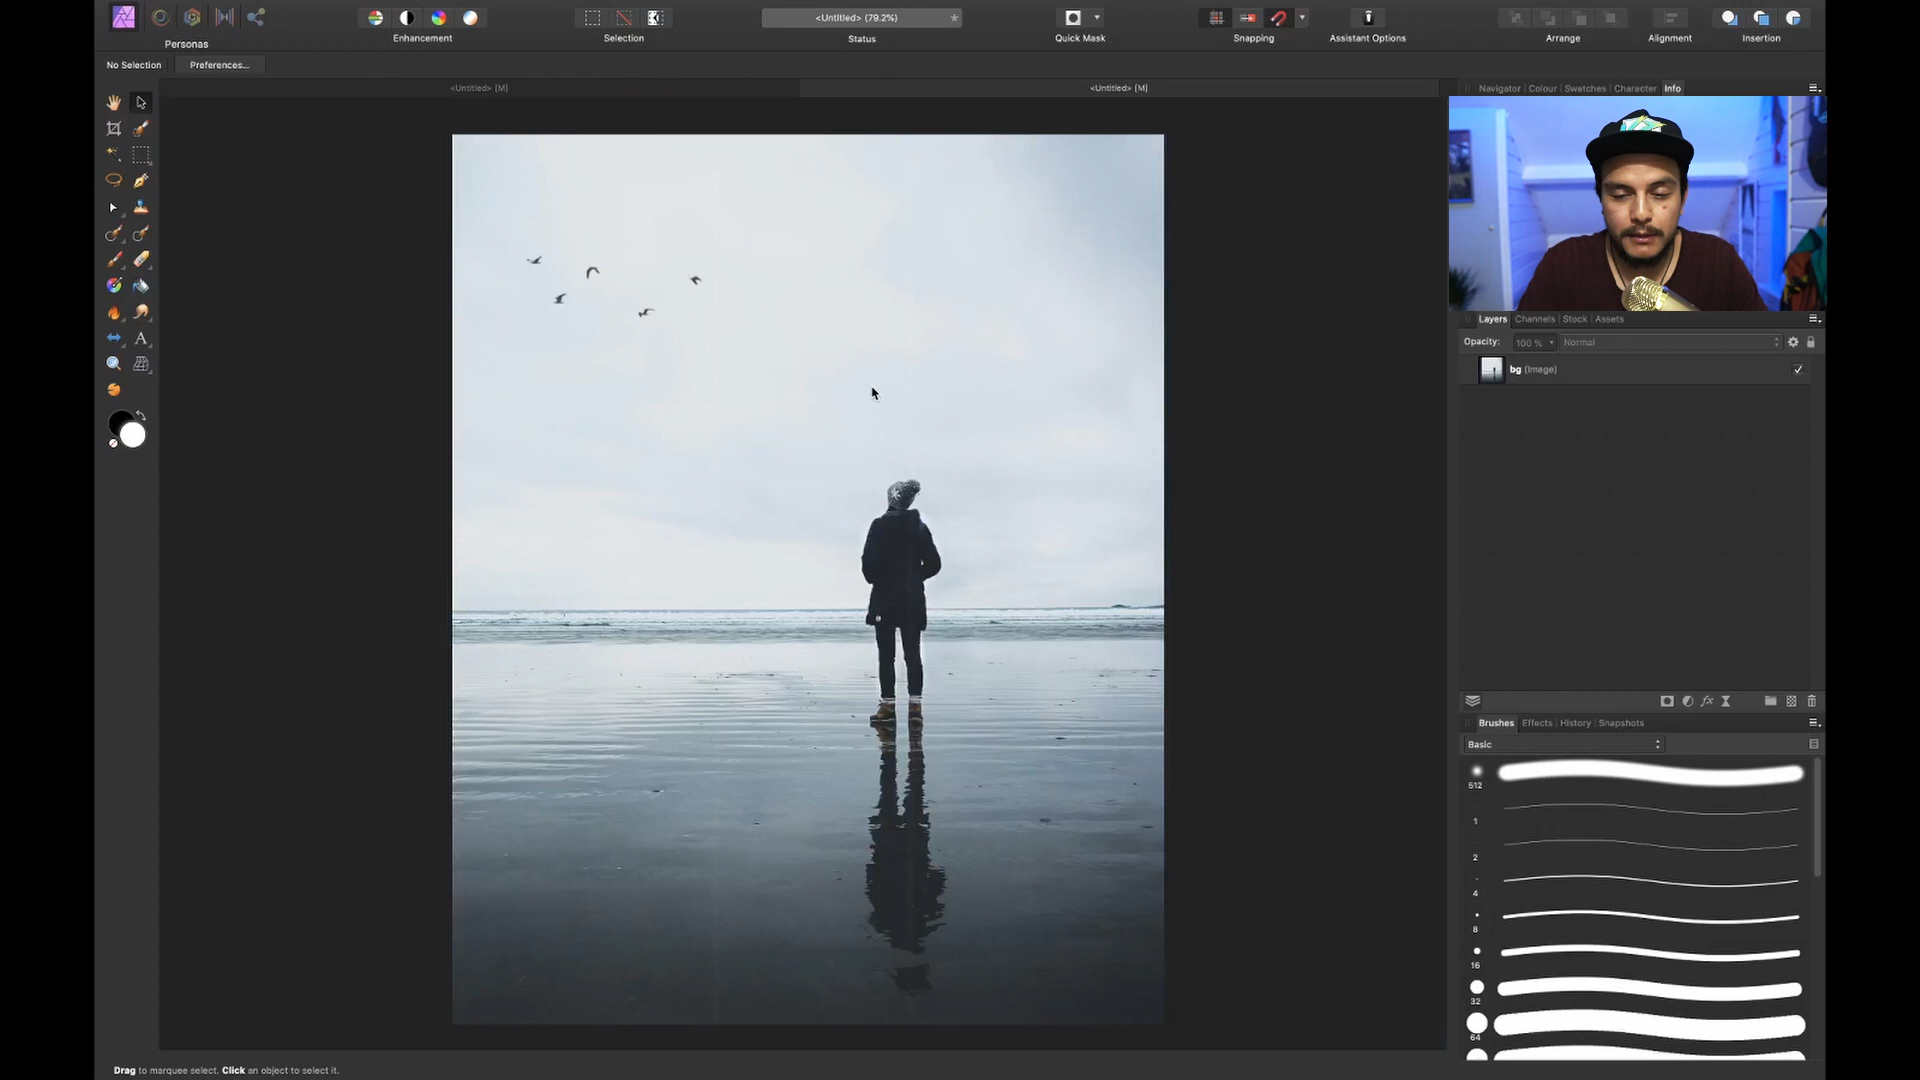 <Untitled> (79.2%)
Personas
Enhancement
Selection
Status
Quick Mask
Snapping
Assistant Options
Arrange
Alignment
Insertion
No Selection
Preferences...
<Untitled> [M]
<Untitled> [M]
Navigator
Colour
Swatches
Character
Info
Layers
Channels
Stock
Assets
Opacity:
100 %
Normal
bg (Image)
Brushes
Effects
History
Snapshots
Basic
512
1
2
4
8
16
32
64
Drag to marquee select. Click an object to select it.